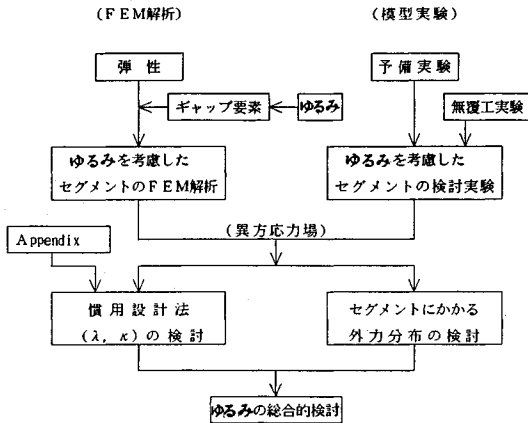 (FEM解析)
(模型実験)
弾 性
予備実験
ギャップ要素
ゆるみ
無覆工実験
ゆるみを考慮した
セグメントのFEM解析
ゆるみを考慮した
セグメントの検討実験
(異方応力場)
Appendix
慣用設計法
(λ, κ)の検討
セグメントにかかる
外力分布の検討
ゆるみの総合的検討